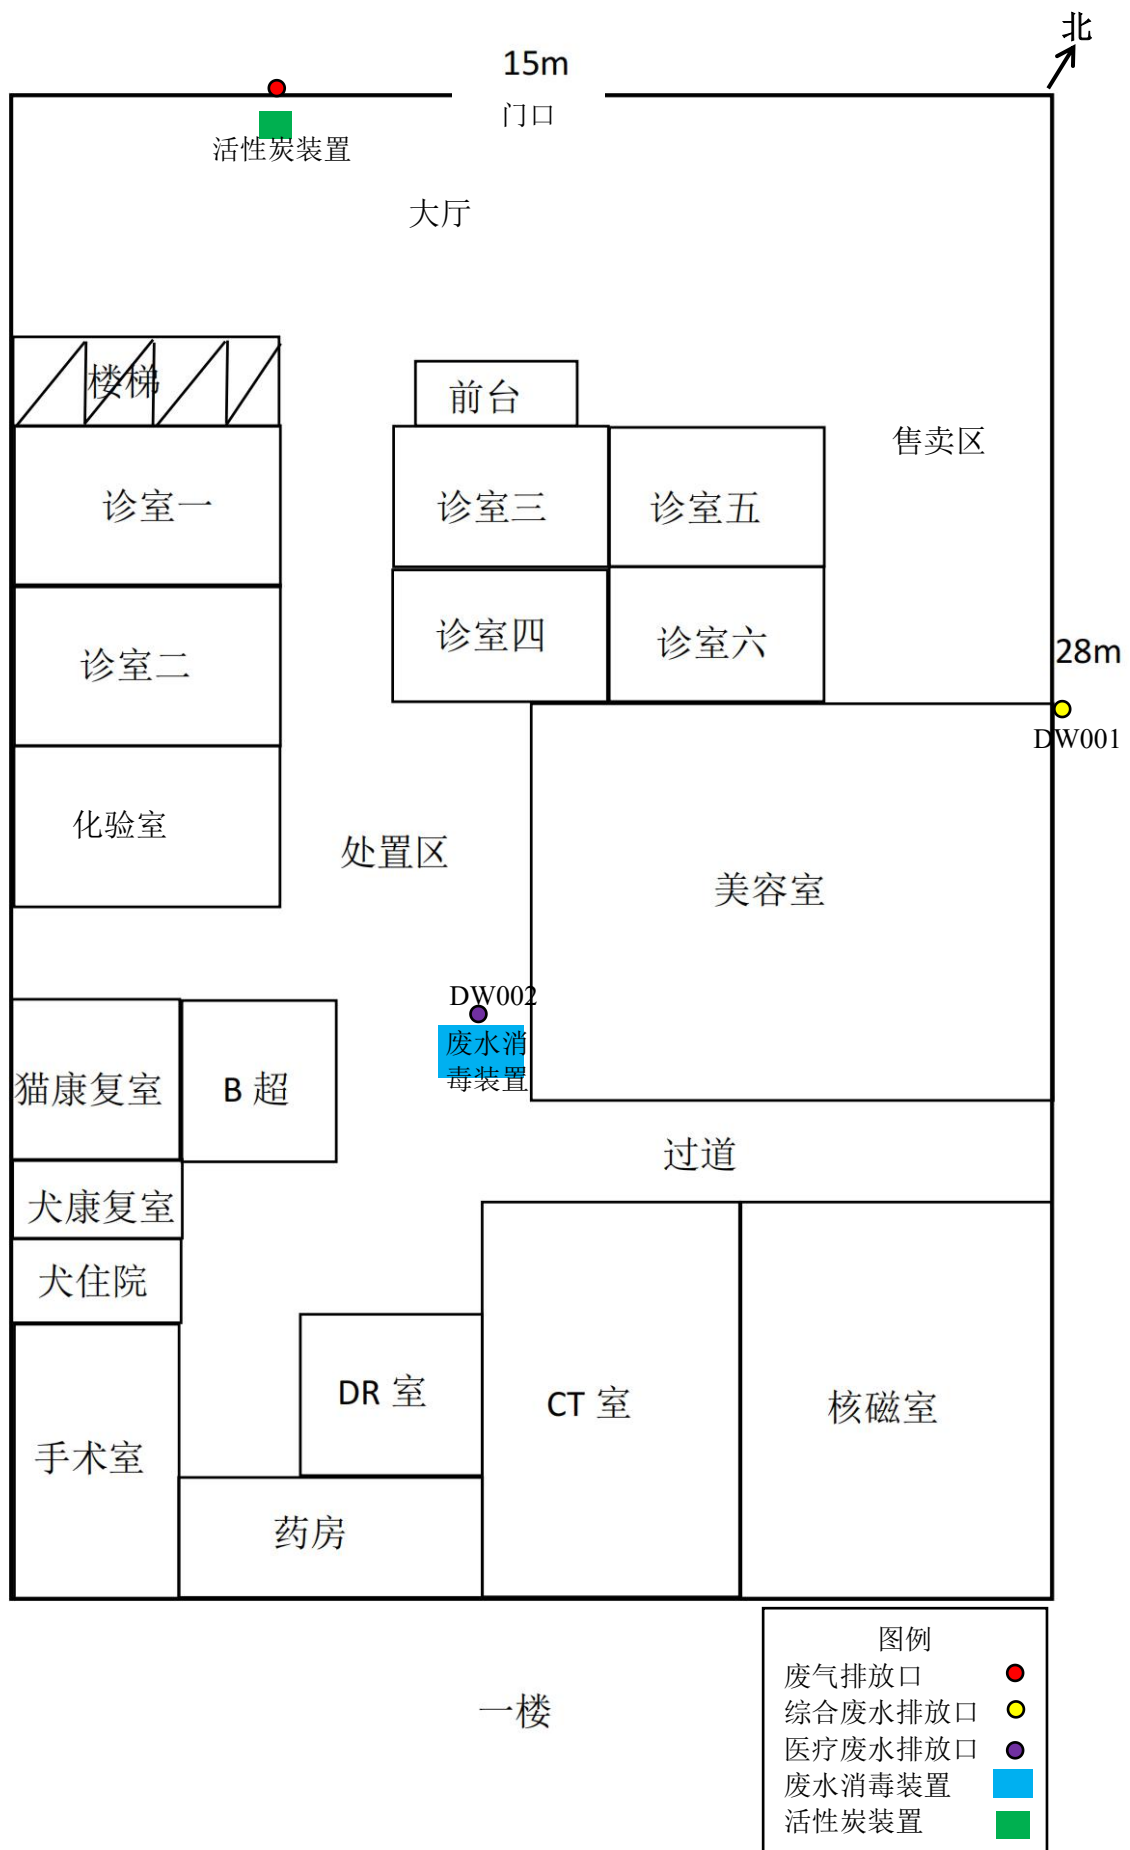 北
15m
门口
活性炭装置
大厅
楼梯
前台
售卖区
诊室一
诊室三
诊室五
诊室二
诊室四
诊室六
28m
DW001
化验室
处置区
美容室
DW002
废水消
毒装置
猫康复室
B 超
过道
犬康复室
犬住院
DR 室
CT 室
核磁室
手术室
药房
一楼
图例
废气排放口
综合废水排放口
医疗废水排放口
废水消毒装置
活性炭装置